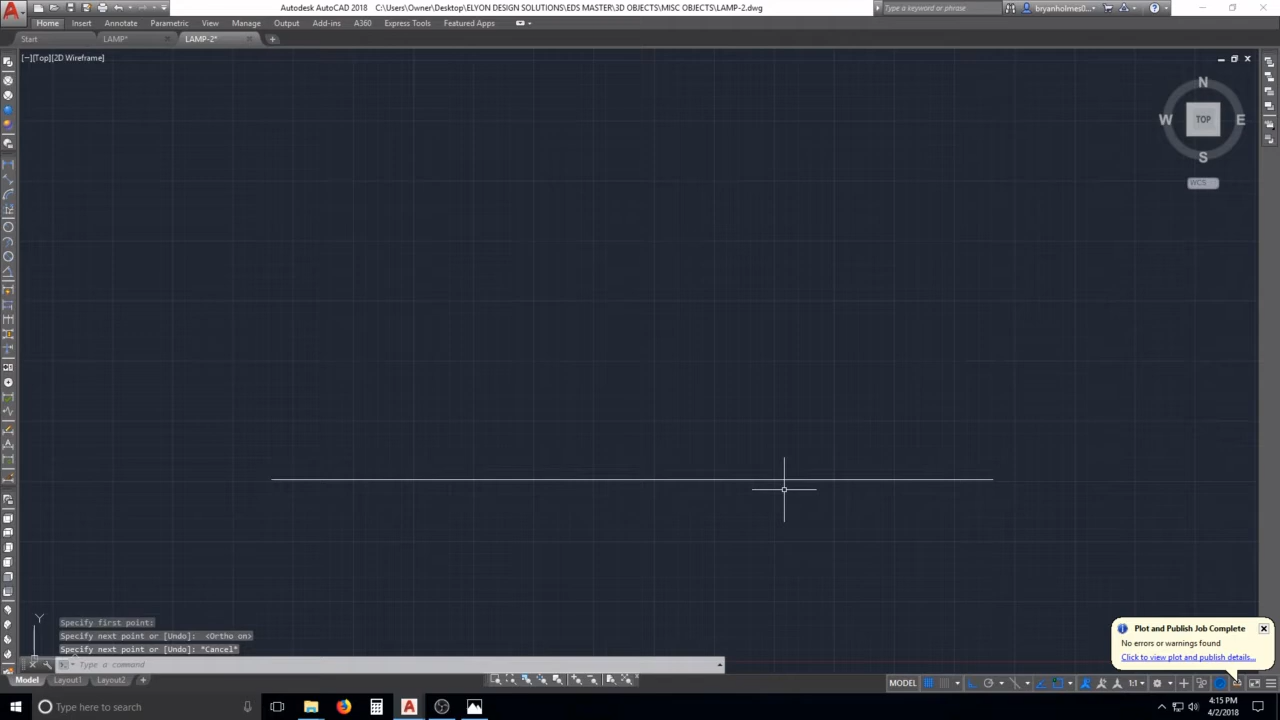 Autodesk AutoCAD 2018 C:\Users\Owner\Desktop\ELYON DESIGN SOLUTIONS\EDS MASTER\3D OBJECTS\MISC OBJECTS\LAMP-2.dwg
Type a keyword or phrase
bryanholmes0...
Home Insert Annotate Parametric View Manage Output Add-ins A360 Express Tools Featured Apps
Start LAMP* LAMP-2*
[−][Top][2D Wireframe]
N
W TOP E
S
WCS
Y
Specify first point:
Specify next point or [Undo]: <Ortho on>
Specify next point or [Undo]: *Cancel*
Type a command
Plot and Publish Job Complete
No errors or warnings found
Click to view plot and publish details...
Model Layout1 Layout2
MODEL
1:1
Type here to search
4:15 PM
4/2/2018